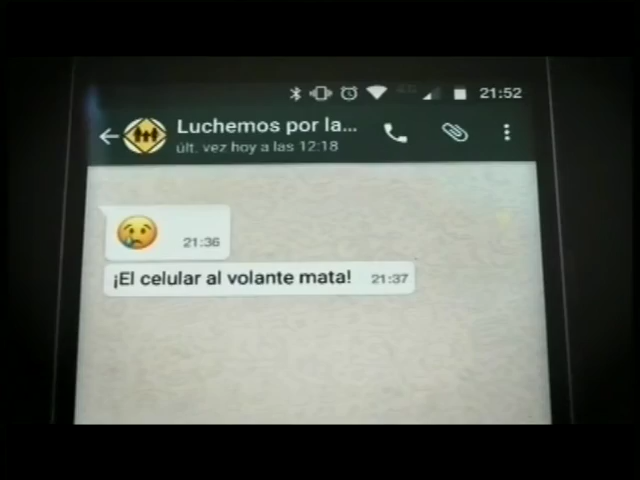 21:52
Luchemos por la...
últ. vez hoy a las 12:18
21:36
¡El celular al volante mata! 21:37